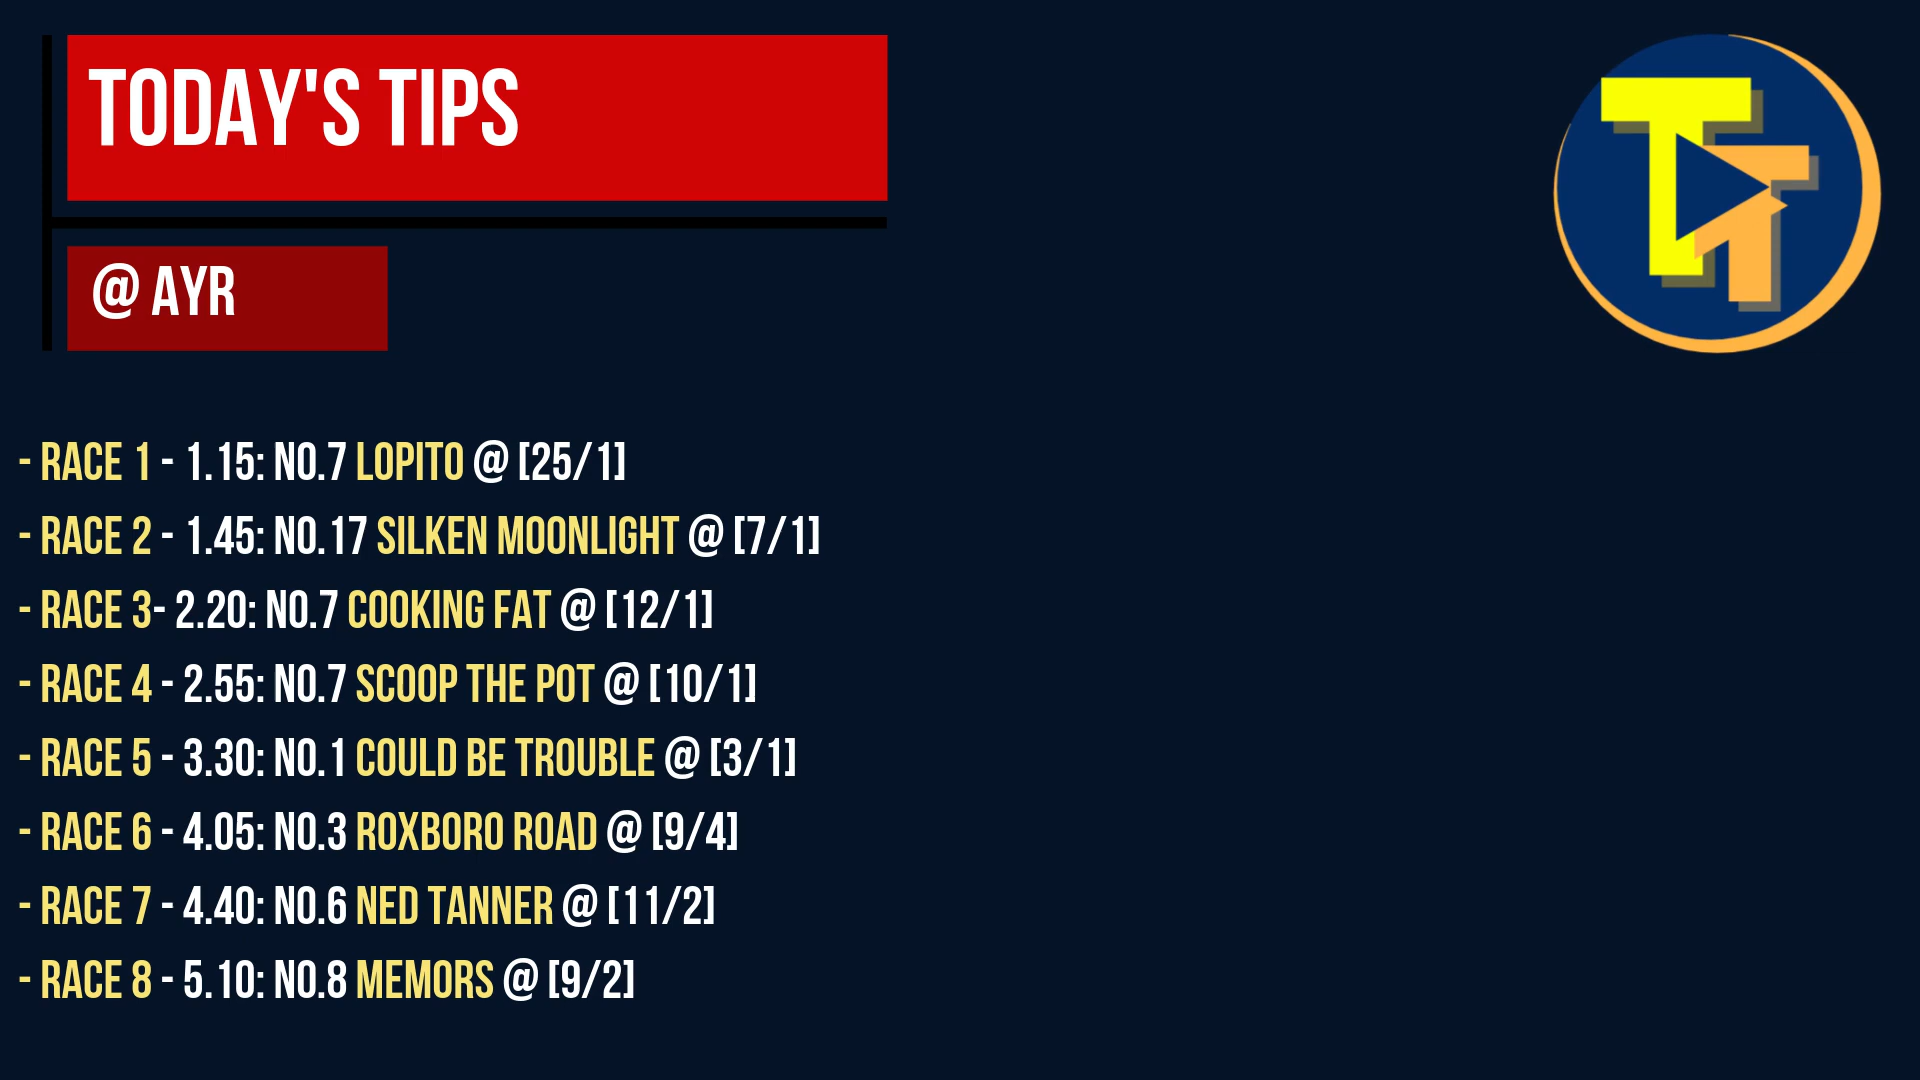 TODAY'S TIPS
@ AYR
- RACE 1 - 1.15: NO.7 LOPITO @ [25/1]
- RACE 2 - 1.45: NO.17 SILKEN MOONLIGHT @ [7/1]
- RACE 3- 2.20: NO.7 COOKING FAT @ [12/1]
- RACE 4 - 2.55: NO.7 SCOOP THE POT @ [10/1]
- RACE 5 - 3.30: NO.1 COULD BE TROUBLE @ [3/1]
- RACE 6 - 4.05: NO.3 ROXBORO ROAD @ [9/4]
- RACE 7 - 4.40: NO.6 NED TANNER @ [11/2]
- RACE 8 - 5.10: NO.8 MEMORS @ [9/2]
TT